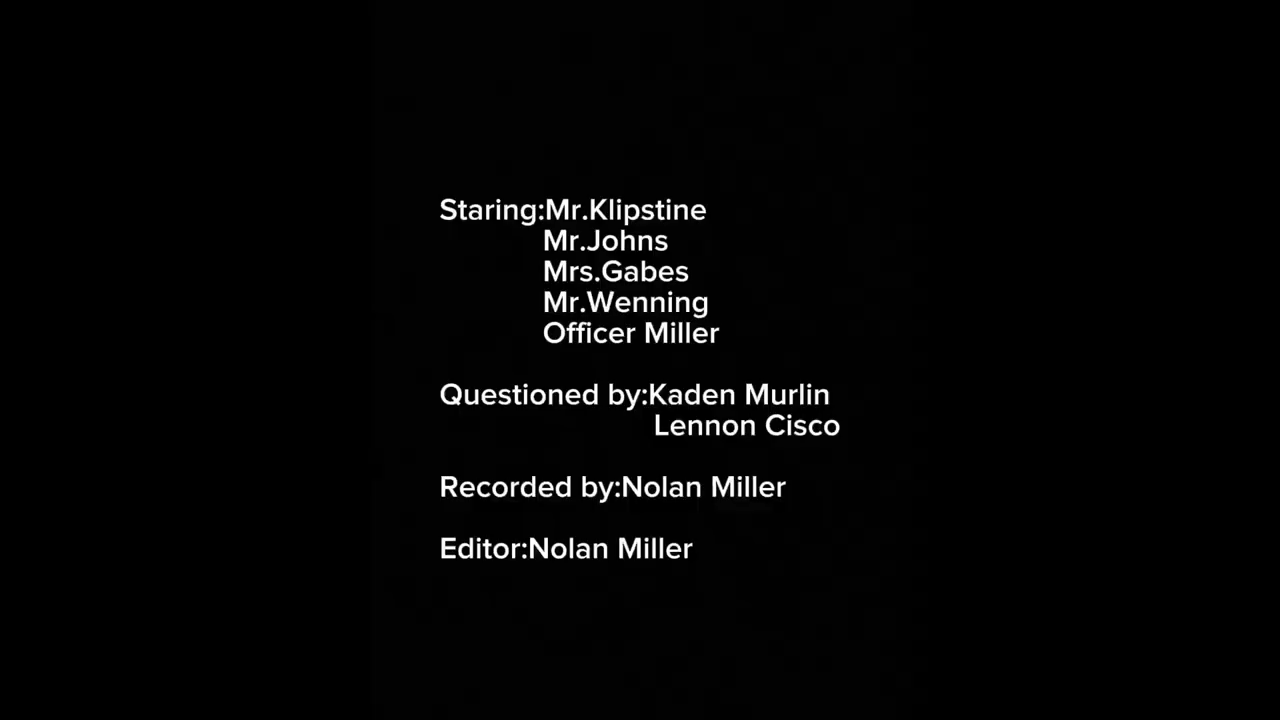 Staring:Mr.Klipstine
Mr.Johns
Mrs.Gabes
Mr.Wenning
Officer Miller
Questioned by:Kaden Murlin
Lennon Cisco
Recorded by:Nolan Miller
Editor:Nolan Miller